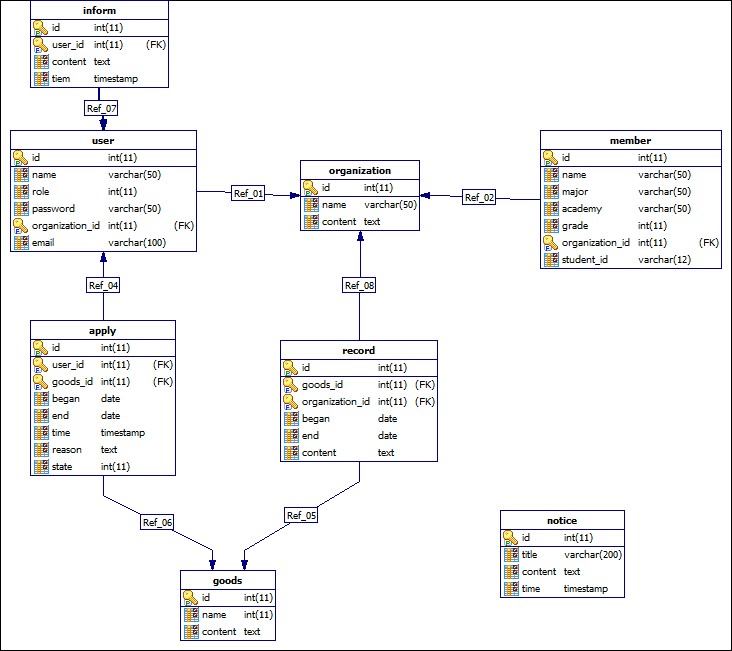 inform
id int(11)
user_id int(11) (FK)
content text
tiem timestamp
Ref_07
user
id int(11)
name varchar(50)
role int(11)
password varchar(50)
organization_id int(11) (FK)
email varchar(100)
Ref_01
organization
id int(11)
name varchar(50)
content text
Ref_02
member
id int(11)
name varchar(50)
major varchar(50)
academy varchar(50)
grade int(11)
organization_id int(11) (FK)
student_id varchar(12)
Ref_04
Ref_08
apply
id int(11)
user_id int(11) (FK)
goods_id int(11) (FK)
began date
end date
time timestamp
reason text
state int(11)
record
id int(11)
goods_id int(11) (FK)
organization_id int(11) (FK)
began date
end date
content text
Ref_06
Ref_05
notice
id int(11)
title varchar(200)
content text
time timestamp
goods
id int(11)
name int(11)
content text